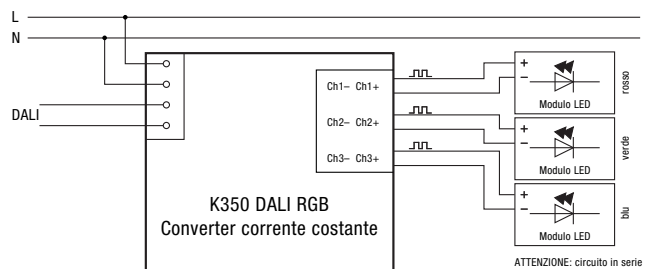 L
N
DALI
Ch1– Ch1+
Ch2– Ch2+
Ch3– Ch3+
K350 DALI RGB
Converter corrente costante
+
–
Modulo LED
rosso
+
–
Modulo LED
verde
+
–
Modulo LED
blu
ATTENZIONE: circuito in serie